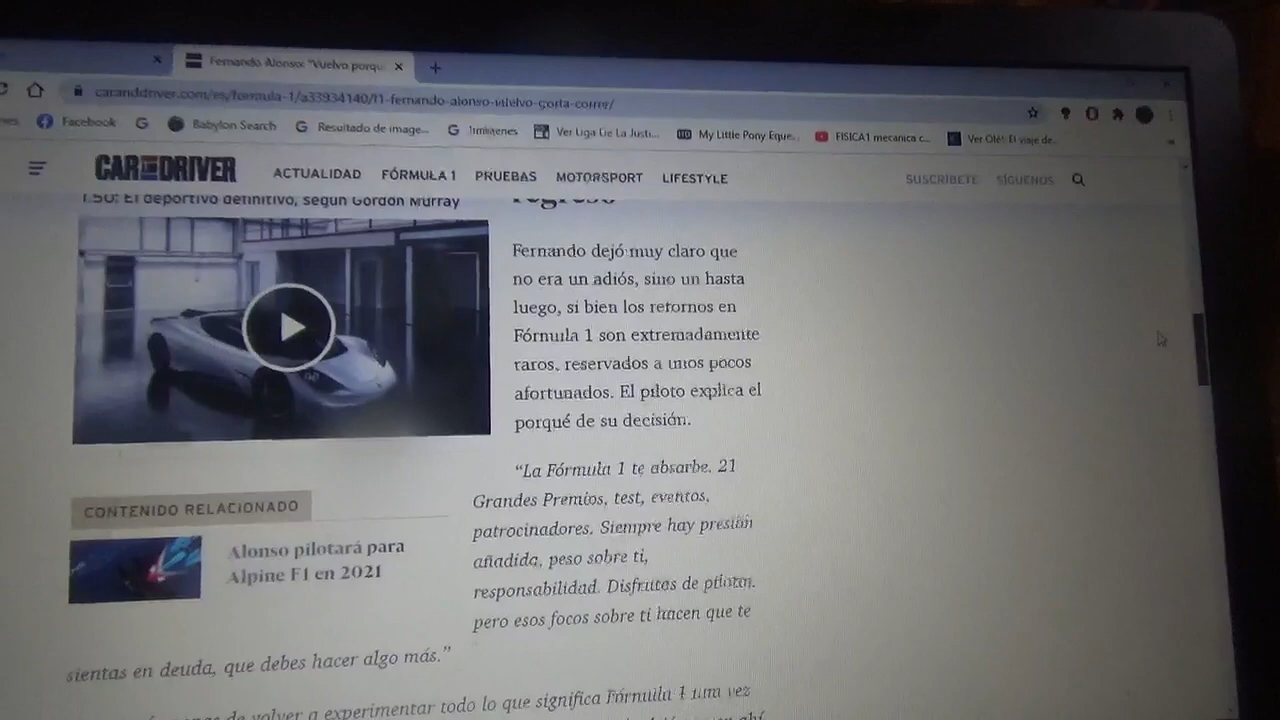 Fernando Alonso: "Vuelvo porqu
caranddriver.com/es/formula-1/a33934140/f1-fernando-alonso-vuelvo-gusta-correr/
Facebook
G
Babylon Search
Resultado de image...
Ver Liga De La Justi...
My Little Pony Eque...
FISICA1 mecanica c...
Ver Olé! El viaje de...
CAR AND DRIVER
ACTUALIDAD FÓRMULA 1 PRUEBAS MOTORSPORT LIFESTYLE
SUSCRÍBETE SÍGUENOS
T.50: El deportivo definitivo, según Gordon Murray
regreso
Fernando dejó muy claro que
no era un adiós, sino un hasta
luego, si bien los retornos en
Fórmula 1 son extremadamente
raros, reservados a unos pocos
afortunados. El piloto explica el
porqué de su decisión.
CONTENIDO RELACIONADO
Alonso pilotará para
Alpine F1 en 2021
“La Fórmula 1 te absorbe. 21
Grandes Premios, test, eventos,
patrocinadores. Siempre hay presión
añadida, peso sobre ti,
responsabilidad. Disfrutas de pilotar,
pero esos focos sobre ti hacen que te
sientas en deuda, que debes hacer algo más.”
de volver a experimentar todo lo que significa Fórmula 1 una vez